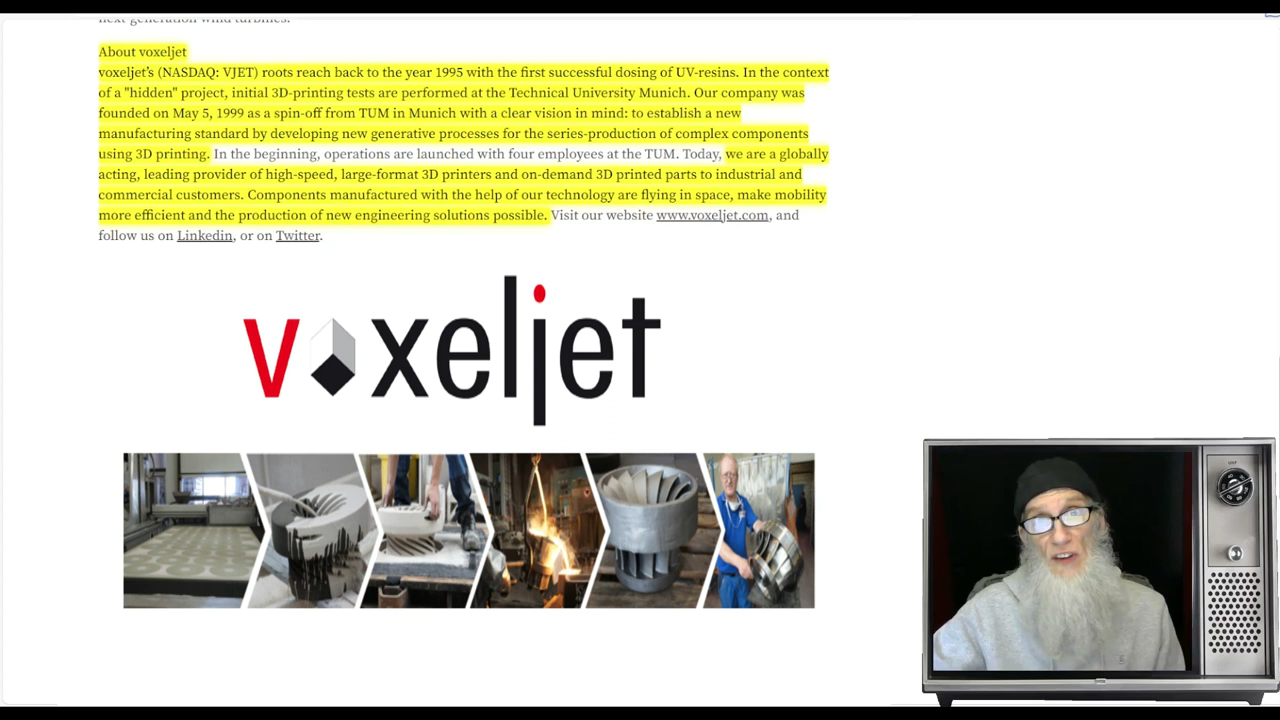 next-generation wind turbines.
About voxeljet
voxeljet's (NASDAQ: VJET) roots reach back to the year 1995 with the first successful dosing of UV-resins. In the context
of a "hidden" project, initial 3D-printing tests are performed at the Technical University Munich. Our company was
founded on May 5, 1999 as a spin-off from TUM in Munich with a clear vision in mind: to establish a new
manufacturing standard by developing new generative processes for the series-production of complex components
using 3D printing. In the beginning, operations are launched with four employees at the TUM. Today, we are a globally
acting, leading provider of high-speed, large-format 3D printers and on-demand 3D printed parts to industrial and
commercial customers. Components manufactured with the help of our technology are flying in space, make mobility
more efficient and the production of new engineering solutions possible. Visit our website www.voxeljet.com, and
follow us on Linkedin, or on Twitter.
voxeljet